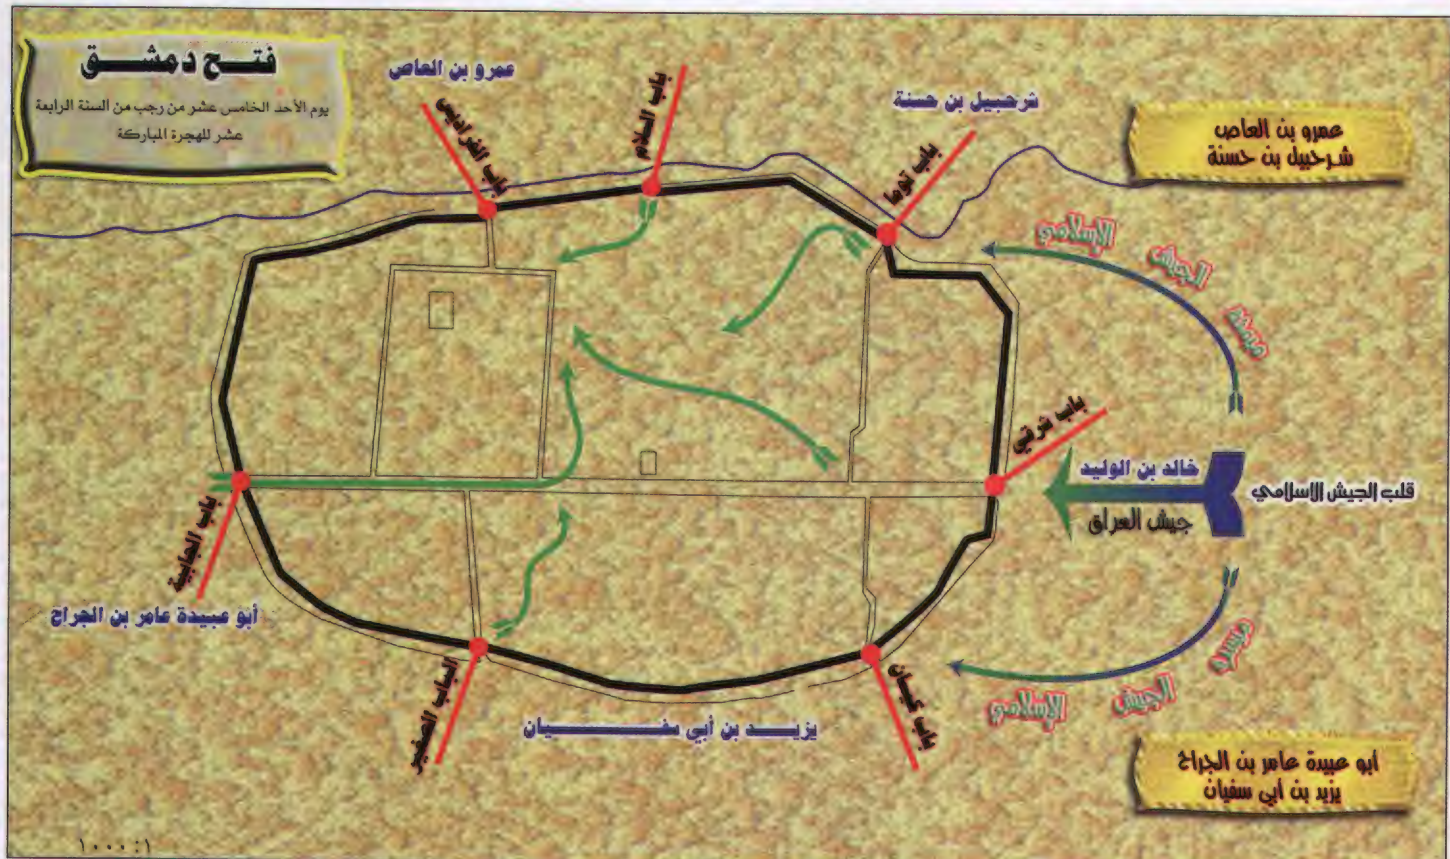 فتح دمشق
يوم الأحد الخامس عشر من رجب من السنة الرابعة
عشر للهجرة المباركة
عمرو بن العاص
شرحبيل بن حسنة
عمرو بن العاص
باب الفراديس
باب السلام
شرحبيل بن حسنة
باب توما
ميمنة الجيش الإسلامي
باب شرقي
خالد بن الوليد
جيش العراق
قلب الجيش الاسلامي
باب الجابية
أبو عبيدة عامر بن الجراح
الباب الصغير
يزيد بن أبي سفيان
باب كيسان
ميسرة الجيش الإسلامي
أبو عبيدة عامر بن الجراح
يزيد بن أبي سفيان
١ : ١٠٠٠